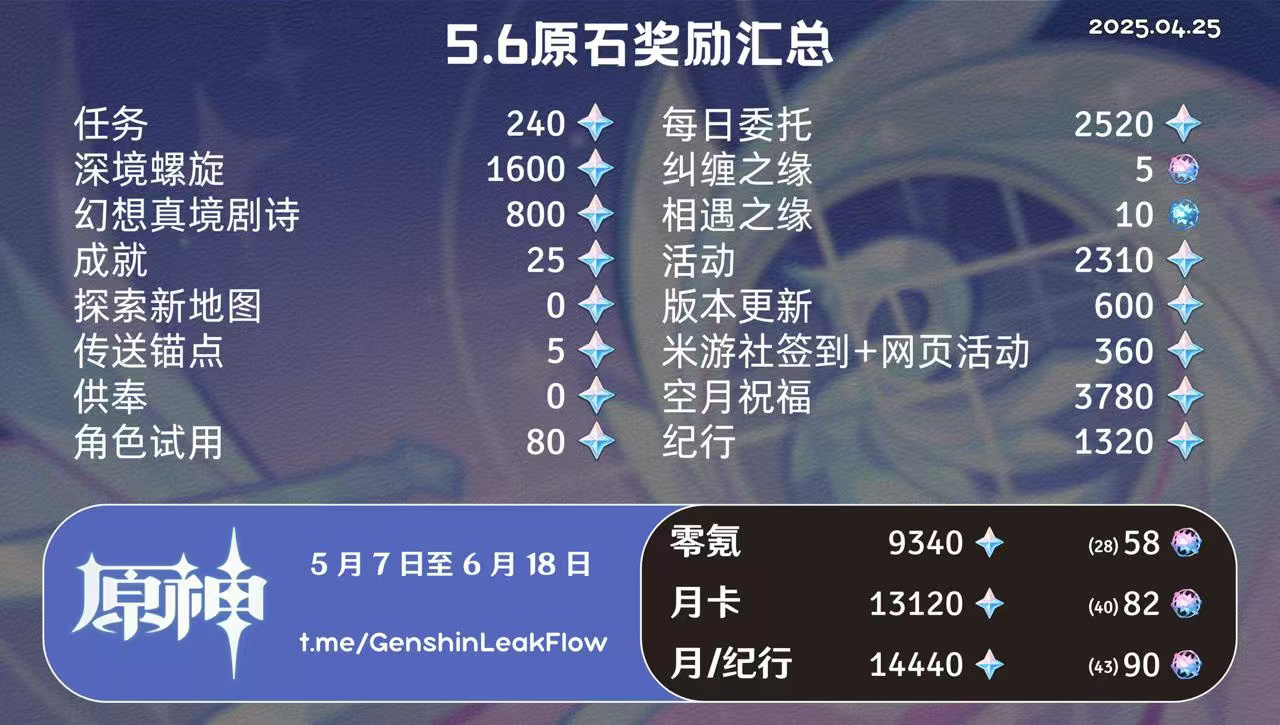 5.6原石奖励汇总
2025.04.25
任务 240
深境螺旋 1600
幻想真境剧诗 800
成就 25
探索新地图 0
传送锚点 5
供奉 0
角色试用 80
每日委托 2520
纠缠之缘 5
相遇之缘 10
活动 2310
版本更新 600
米游社签到+网页活动 360
空月祝福 3780
纪行 1320
原神
5月7日至6月18日
t.me/GenshinLeakFlow
零氪 9340 (28)58
月卡 13120 (40)82
月/纪行 14440 (43)90